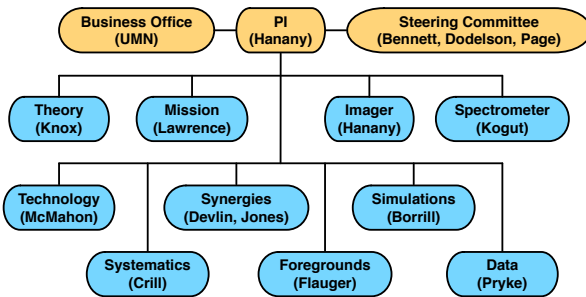 Business Office
(UMN)
PI
(Hanany)
Steering Committee
(Bennett, Dodelson, Page)
Theory
(Knox)
Mission
(Lawrence)
Imager
(Hanany)
Spectrometer
(Kogut)
Technology
(McMahon)
Synergies
(Devlin, Jones)
Simulations
(Borrill)
Systematics
(Crill)
Foregrounds
(Flauger)
Data
(Pryke)